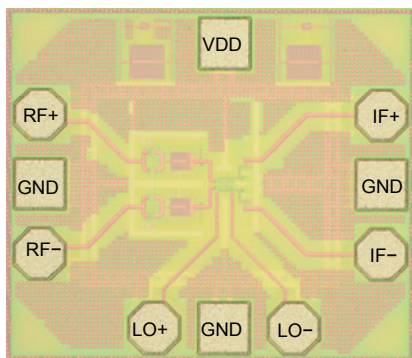 VDD
RF+ IF+
GND GND
RF− IF−
LO+ GND LO−